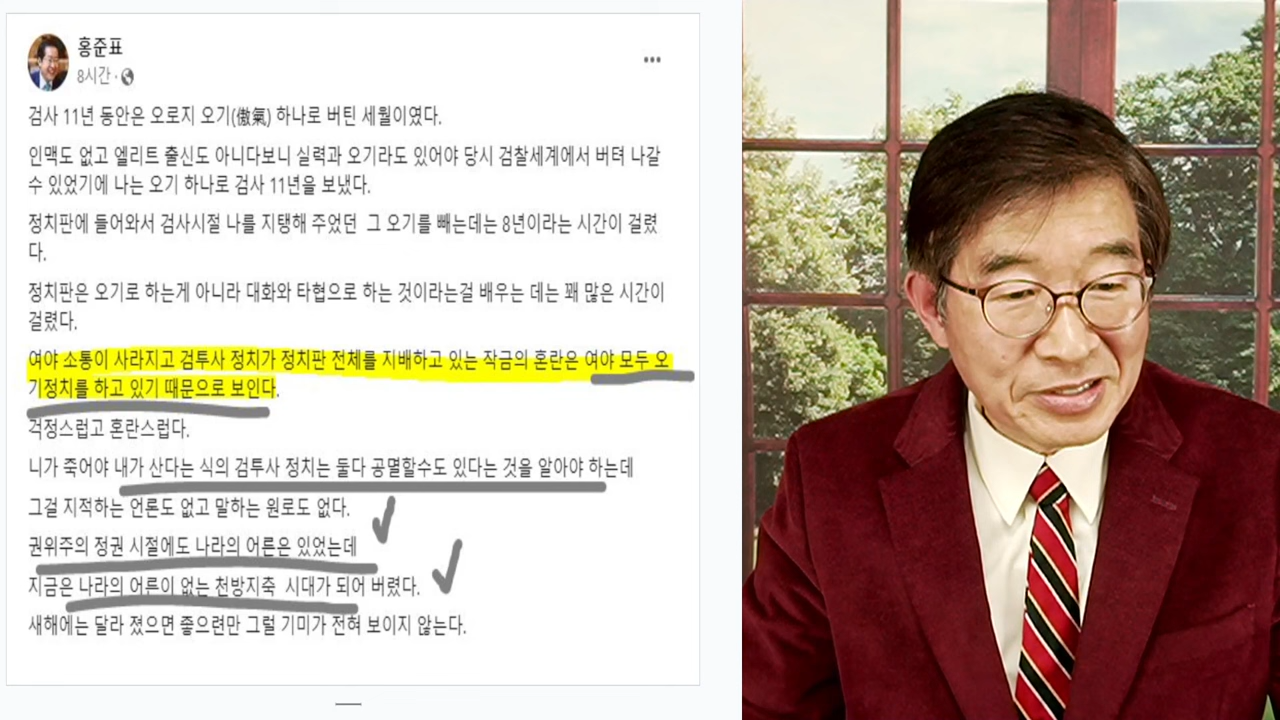 홍준표
8시간 ·
검사 11년 동안은 오로지 오기(傲氣) 하나로 버틴 세월이였다.
인맥도 없고 엘리트 출신도 아니다보니 실력과 오기라도 있어야 당시 검찰세계에서 버텨 나갈
수 있었기에 나는 오기 하나로 검사 11년을 보냈다.
정치판에 들어와서 검사시절 나를 지탱해 주었던 그 오기를 빼는데는 8년이라는 시간이 걸렸
다.
정치판은 오기로 하는게 아니라 대화와 타협으로 하는 것이라는걸 배우는 데는 꽤 많은 시간이
걸렸다.
여야 소통이 사라지고 검투사 정치가 정치판 전체를 지배하고 있는 작금의 혼란은 여야 모두 오
기정치를 하고 있기 때문으로 보인다.
걱정스럽고 혼란스럽다.
니가 죽어야 내가 산다는 식의 검투사 정치는 둘다 공멸할수도 있다는 것을 알아야 하는데
그걸 지적하는 언론도 없고 말하는 원로도 없다.
권위주의 정권 시절에도 나라의 어른은 있었는데
지금은 나라의 어른이 없는 천방지축 시대가 되어 버렸다.
새해에는 달라 졌으면 좋으련만 그럴 기미가 전혀 보이지 않는다.